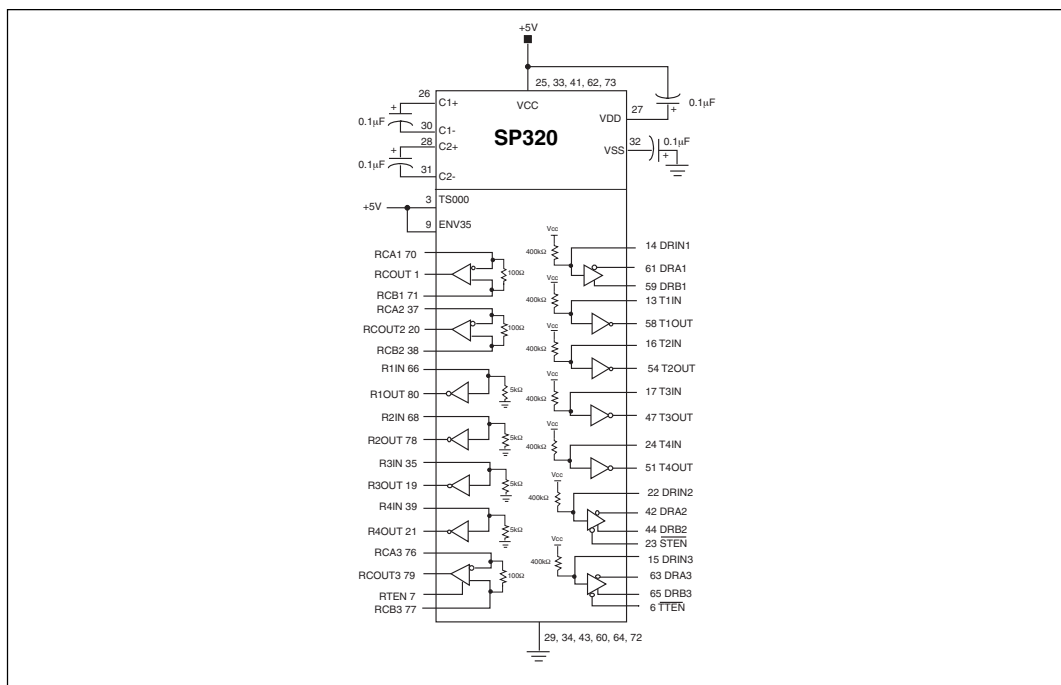 +5V
25, 33, 41, 62, 73
26
C1+
VCC
27
VDD
0.1µF
0.1µF
30
C1-
28
C2+
SP320
32
VSS
0.1µF
0.1µF
31
C2-
3
TS000
+5V
9
ENV35
RCA1 70
RCOUT 1
100Ω
RCB1 71
RCA2 37
RCOUT2 20
100Ω
RCB2 38
R1IN 66
R1OUT 80
5kΩ
R2IN 68
R2OUT 78
5kΩ
R3IN 35
R3OUT 19
5kΩ
R4IN 39
R4OUT 21
5kΩ
RCA3 76
RCOUT3 79
100Ω
RTEN 7
RCB3 77
Vcc
400kΩ
14 DRIN1
61 DRA1
59 DRB1
Vcc
400kΩ
13 T1IN
58 T1OUT
Vcc
400kΩ
16 T2IN
54 T2OUT
Vcc
400kΩ
17 T3IN
47 T3OUT
Vcc
400kΩ
24 T4IN
51 T4OUT
Vcc
400kΩ
22 DRIN2
42 DRA2
44 DRB2
23 STEN
Vcc
400kΩ
15 DRIN3
63 DRA3
65 DRB3
6 TTEN
29, 34, 43, 60, 64, 72